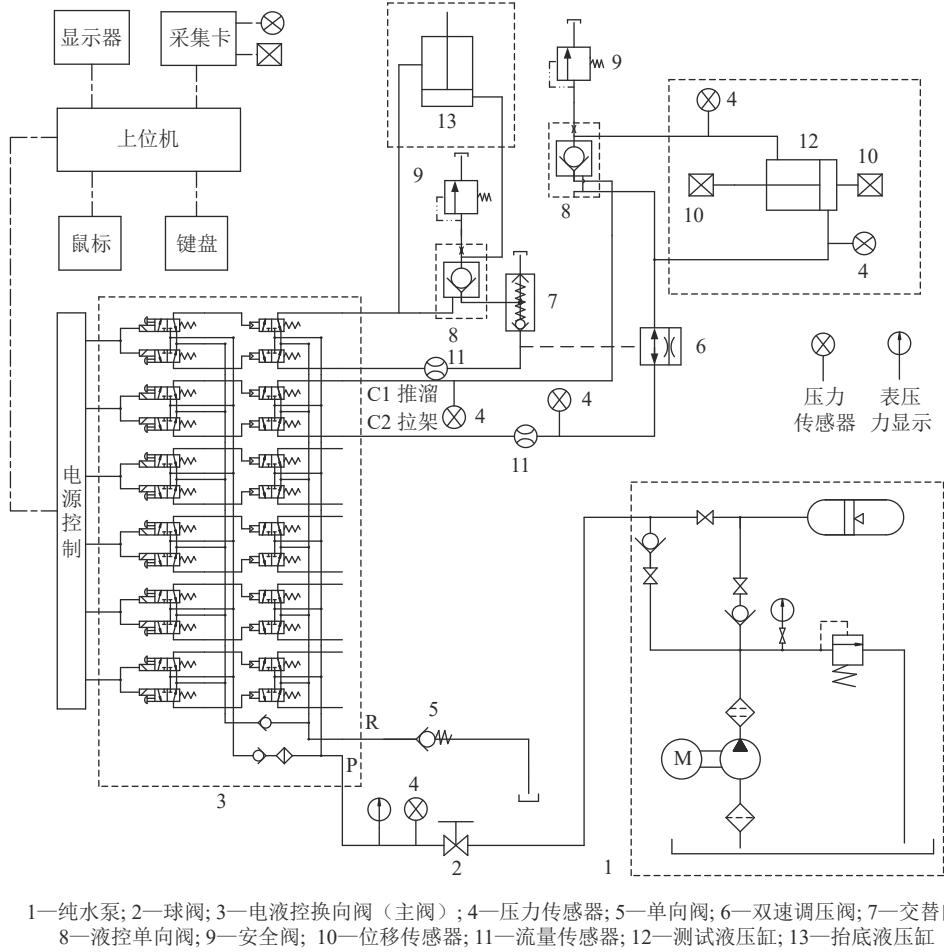 显示器
采集卡
上位机
鼠标
键盘
电源控制
13
9
9
4
12
10
10
4
8
8
7
6
11
C1 推溜
4
4
C2 拉架
11
压力
传感器
表压
力显示
R
5
P
4
3
2
1
M
1—纯水泵; 2—球阀; 3—电液控换向阀（主阀）; 4—压力传感器; 5—单向阀; 6—双速调压阀; 7—交替
8—液控单向阀; 9—安全阀; 10—位移传感器; 11—流量传感器; 12—测试液压缸; 13—抬底液压缸